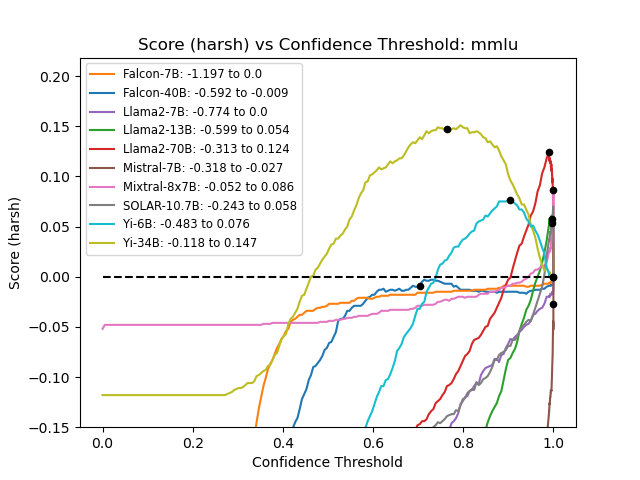 Score (harsh) vs Confidence Threshold: mmlu
Score (harsh)
0.20
0.15
0.10
0.05
0.00
−0.05
−0.10
−0.15
Falcon-7B: -1.197 to 0.0
Falcon-40B: -0.592 to -0.009
Llama2-7B: -0.774 to 0.0
Llama2-13B: -0.599 to 0.054
Llama2-70B: -0.313 to 0.124
Mistral-7B: -0.318 to -0.027
Mixtral-8x7B: -0.052 to 0.086
SOLAR-10.7B: -0.243 to 0.058
Yi-6B: -0.483 to 0.076
Yi-34B: -0.118 to 0.147
0.0 0.2 0.4 0.6 0.8 1.0
Confidence Threshold